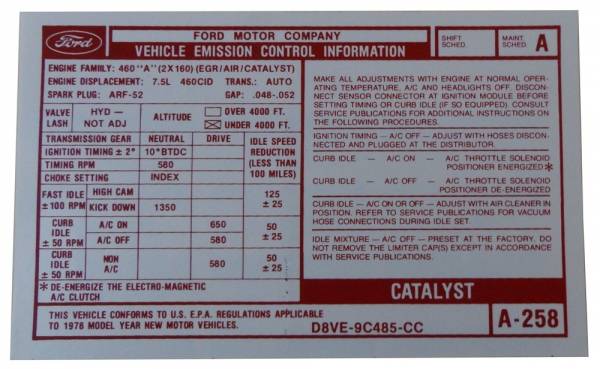 Ford
FORD MOTOR COMPANY
VEHICLE EMISSION CONTROL INFORMATION
SHIFT SCHED.
MAINT. SCHED. A
ENGINE FAMILY: 460 "A" (2X160) (EGR/AIR/CATALYST)
ENGINE DISPLACEMENT: 7.5L 460CID TRANS.: AUTO
SPARK PLUG: ARF-52 GAP: .048-.052
VALVE LASH HYD – NOT ADJ ALTITUDE
OVER 4000 FT.
UNDER 4000 FT.
TRANSMISSION GEAR NEUTRAL DRIVE IDLE SPEED REDUCTION (LESS THAN 100 MILES)
IGNITION TIMING ± 2° 10°BTDC
TIMING RPM 580
CHOKE SETTING INDEX
FAST IDLE ± 100 RPM HIGH CAM 125 ± 25
KICK DOWN 1350
CURB IDLE ± 50 RPM A/C ON 650 50 ± 25
A/C OFF 580
CURB IDLE ± 50 RPM NON A/C 580 50 ± 25
* DE-ENERGIZE THE ELECTRO-MAGNETIC
A/C CLUTCH
MAKE ALL ADJUSTMENTS WITH ENGINE AT NORMAL OPER-
ATING TEMPERATURE, A/C AND HEADLIGHTS OFF. DISCON-
NECT SENSOR CONNECTOR AT IGNITION MODULE BEFORE
SETTING TIMING OR CURB IDLE (IF SO EQUIPPED). CONSULT
SERVICE PUBLICATIONS FOR ADDITIONAL INSTRUCTIONS ON
THE FOLLOWING PROCEDURES.
IGNITION TIMING – A/C OFF – ADJUST WITH HOSES DISCON-
NECTED AND PLUGGED AT THE DISTRIBUTOR.
CURB IDLE – A/C ON – A/C THROTTLE SOLENOID
POSITIONER ENERGIZED*
CURB IDLE – A/C OFF – A/C THROTTLE SOLENOID
POSITIONER DE-ENERGIZED
CURB IDLE – A/C ON OR OFF – ADJUST WITH AIR CLEANER IN
POSITION. REFER TO SERVICE PUBLICATIONS FOR VACUUM
HOSE CONNECTIONS DURING IDLE SET.
IDLE MIXTURE – A/C OFF – PRESET AT THE FACTORY. DO
NOT REMOVE THE LIMITER CAP(S) EXCEPT IN ACCORDANCE
WITH SERVICE PUBLICATIONS.
CATALYST
THIS VEHICLE CONFORMS TO U.S. E.P.A. REGULATIONS APPLICABLE
TO 1978 MODEL YEAR NEW MOTOR VEHICLES.
D8VE-9C485-CC
A-258